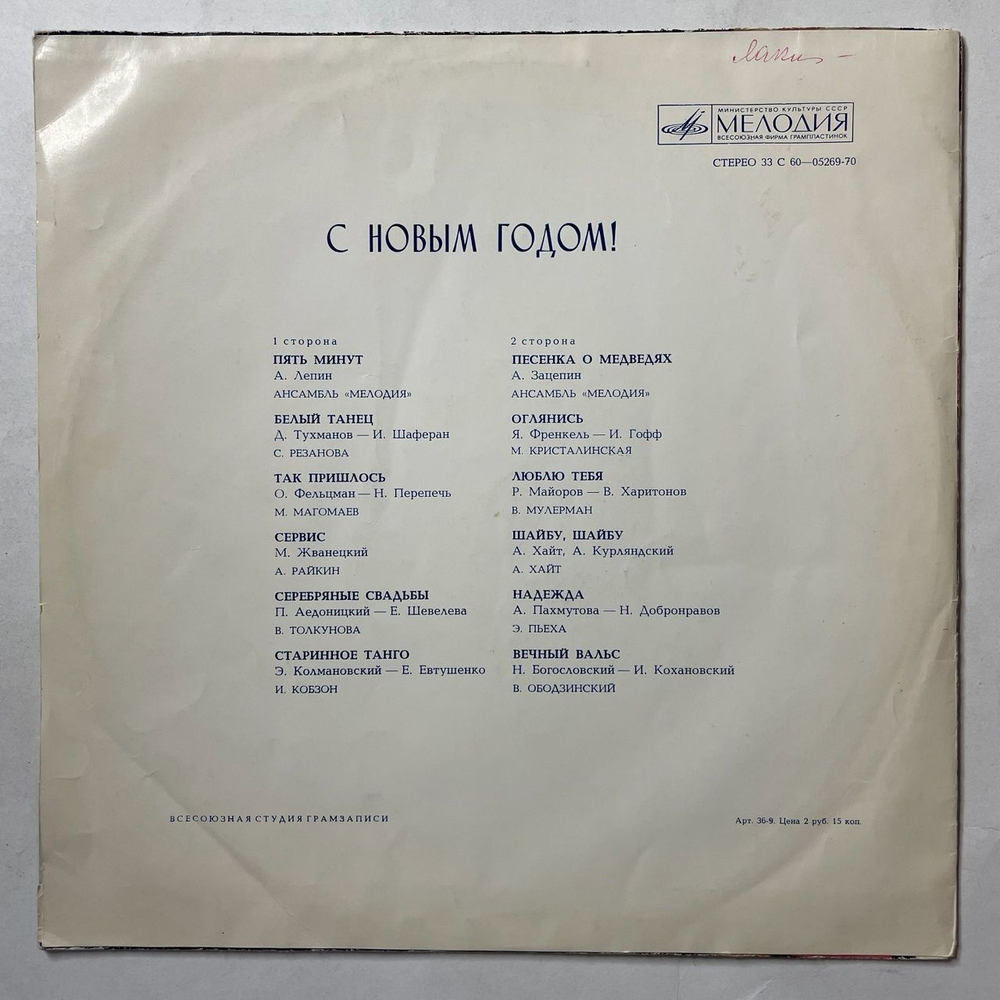 МИНИСТЕРСТВО КУЛЬТУРЫ СССР
МЕЛОДИЯ
ВСЕСОЮЗНАЯ ФИРМА ГРАМПЛАСТИНОК
СТЕРЕО 33 С 60—05269-70
С НОВЫМ ГОДОМ!
1 сторона
ПЯТЬ МИНУТ
А. Лепин
АНСАМБЛЬ «МЕЛОДИЯ»
БЕЛЫЙ ТАНЕЦ
Д. Тухманов — И. Шаферан
С. РЕЗАНОВА
ТАК ПРИШЛОСЬ
О. Фельцман — Н. Перепечь
М. МАГОМАЕВ
СЕРВИС
М. Жванецкий
А. РАЙКИН
СЕРЕБРЯНЫЕ СВАДЬБЫ
П. Аедоницкий — Е. Шевелева
В. ТОЛКУНОВА
СТАРИННОЕ ТАНГО
Э. Колмановский — Е. Евтушенко
И. КОБЗОН
2 сторона
ПЕСЕНКА О МЕДВЕДЯХ
А. Зацепин
АНСАМБЛЬ «МЕЛОДИЯ»
ОГЛЯНИСЬ
Я. Френкель — И. Гофф
М. КРИСТАЛИНСКАЯ
ЛЮБЛЮ ТЕБЯ
Р. Майоров — В. Харитонов
В. МУЛЕРМАН
ШАЙБУ, ШАЙБУ
А. Хайт, А. Курляндский
А. ХАЙТ
НАДЕЖДА
А. Пахмутова — Н. Добронравов
Э. ПЬЕХА
ВЕЧНЫЙ ВАЛЬС
Н. Богословский — И. Кохановский
В. ОБОДЗИНСКИЙ
ВСЕСОЮЗНАЯ СТУДИЯ ГРАМЗАПИСИ
Арт. 36-9. Цена 2 руб. 15 коп.